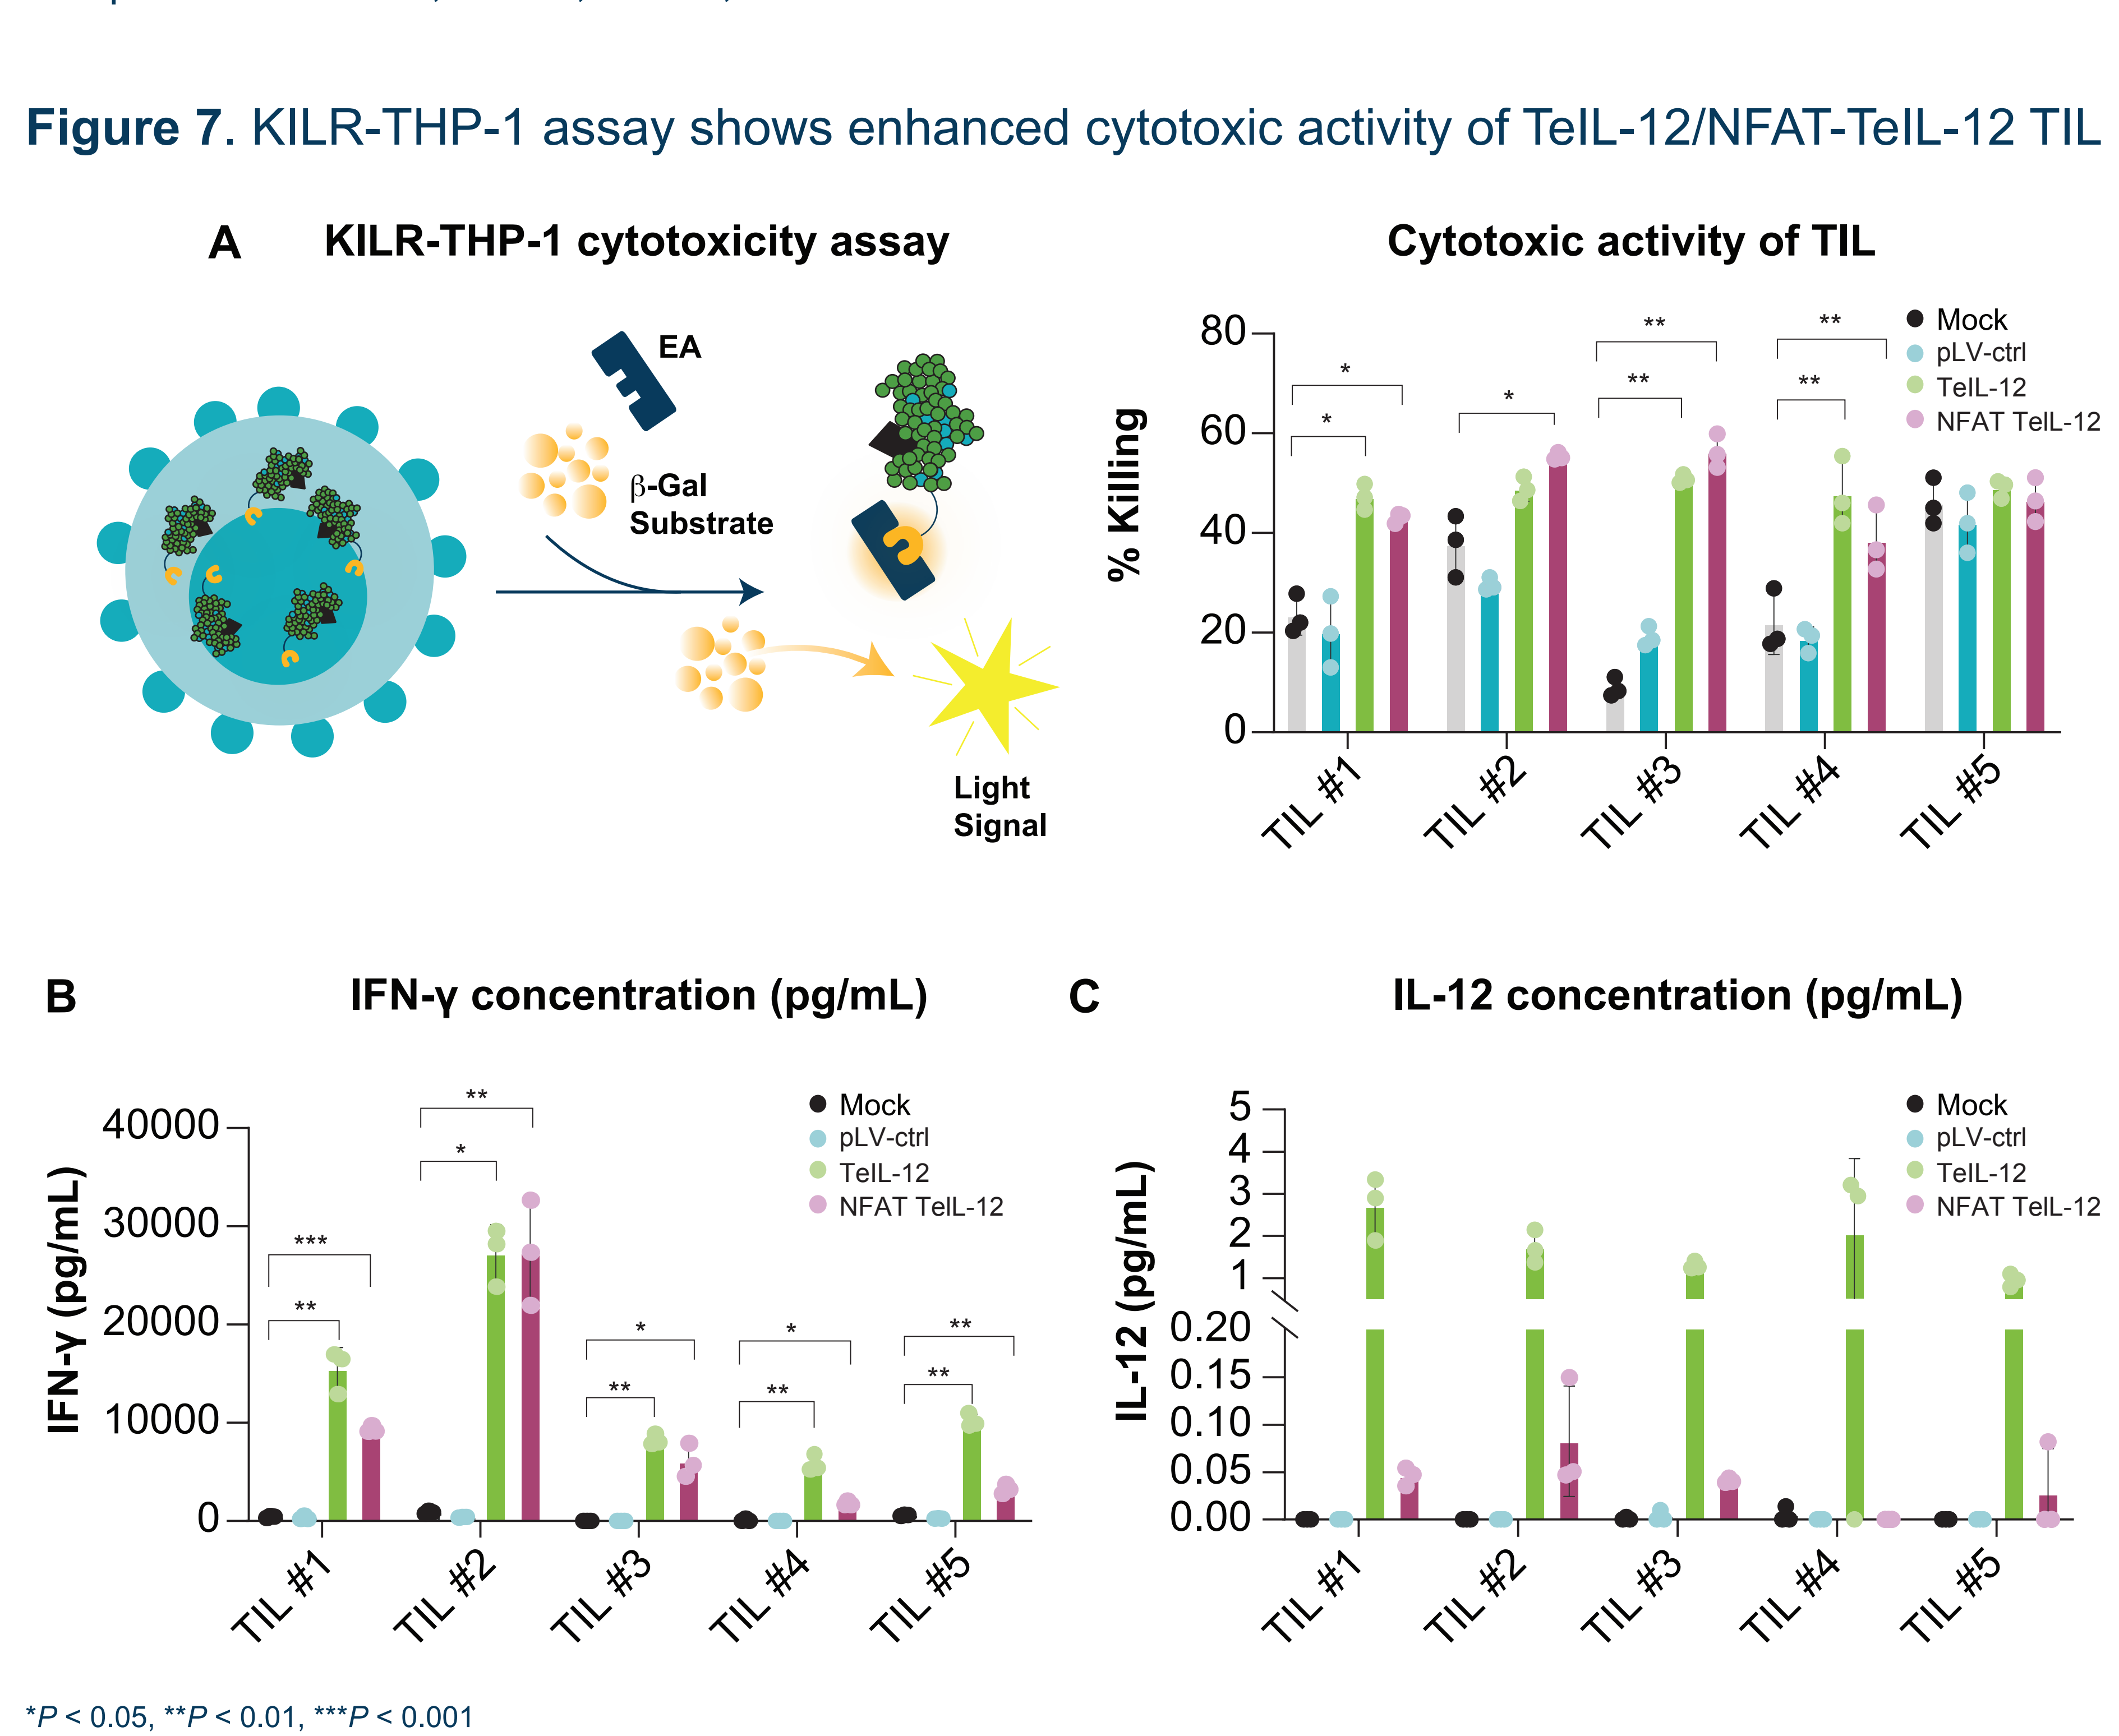 Figure 7. KILR-THP-1 assay shows enhanced cytotoxic activity of TeIL-12/NFAT-TeIL-12 TIL
A
KILR-THP-1 cytotoxicity assay
EA
β-Gal
Substrate
Light
Signal
Cytotoxic activity of TIL
% Killing
80
60
40
20
0
*
*
*
**
**
**
**
Mock
pLV-ctrl
TeIL-12
NFAT TeIL-12
TIL #1
TIL #2
TIL #3
TIL #4
TIL #5
B
IFN-γ concentration (pg/mL)
IFN-γ (pg/mL)
40000
30000
20000
10000
0
***
**
**
*
*
**
*
**
**
**
Mock
pLV-ctrl
TeIL-12
NFAT TeIL-12
TIL #1
TIL #2
TIL #3
TIL #4
TIL #5
C
IL-12 concentration (pg/mL)
IL-12 (pg/mL)
5
4
3
2
1
0.20
0.15
0.10
0.05
0.00
Mock
pLV-ctrl
TeIL-12
NFAT TeIL-12
TIL #1
TIL #2
TIL #3
TIL #4
TIL #5
*P < 0.05, **P < 0.01, ***P < 0.001